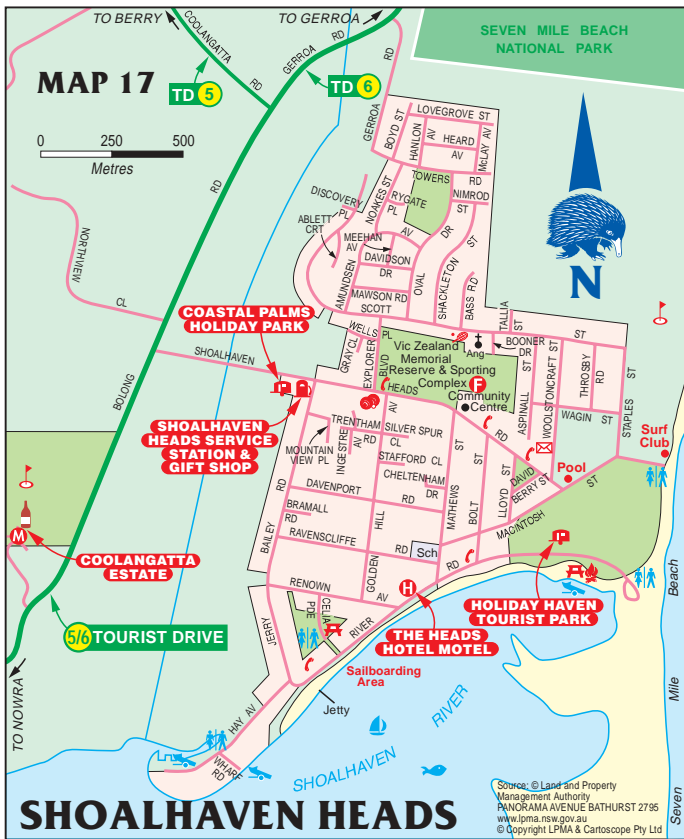 TO BERRY
TO GERROA
COOLANGATTA
RD
GERROA
RD
RD
GERROA
SEVEN MILE BEACH
NATIONAL PARK
MAP 17
TD 5
TD 6
0 250 500
Metres
LOVEGROVE ST
BOYD ST
HANLON
AV
HEARD
AV
McLAY AV
TOWERS
RD
NIMROD
ST
DISCOVERY
PL
NOAKES ST
RYGATE
PL
ABLETT
CRT
MEEHAN
AV
AV
DAVIDSON
DR
DR
OVAL
AMUNDSEN
MAWSON RD
SCOTT
SHACKLETON
ST
BASS RD
TALLIA
ST
ST
N
NORTHVIEW
CL
RD
BOLONG
COASTAL PALMS
HOLIDAY PARK
WELLS
PL
GRAY CL
EXPLORER
BLVD
Vic Zealand
Memorial
Reserve & Sporting
Complex
F
Ang
BOONER
DR
Community
Centre
SHOALHAVEN
HEADS
RD
ASPINALL
ST
WOOLSTONCRAFT
ST
THROSBY
RD
WAGIN ST
STAPLES
ST
Surf
Club
SHOALHAVEN
HEADS SERVICE
STATION &
GIFT SHOP
TRENTHAM
RD
AV
SILVER SPUR
CL
MOUNTAIN
VIEW PL
INGESTRE
AV
STAFFORD CL
CHELTENHAM
DR
DAVENPORT
RD
MATHEWS
ST
BOLT
ST
LLOYD ST
DAVID
BERRY ST
Pool
MACINTOSH
ST
BRAMALL
RD
RAVENSCLIFFE
RD
HILL
GOLDEN
Sch
RD
BAILEY
RD
M
COOLANGATTA
ESTATE
RENOWN
AV
H
HOLIDAY HAVEN
TOURIST PARK
THE HEADS
HOTEL MOTEL
5/6 TOURIST DRIVE
JERRY
CELIA
PDE
RIVER
Sailboarding
Area
Jetty
HAY AV
WHARF
RD
TO NOWRA
SHOALHAVEN
RIVER
Beach
Mile
Seven
SHOALHAVEN HEADS
Source: © Land and Property
Management Authority
PANORAMA AVENUE BATHURST 2795
www.lpma.nsw.gov.au
© Copyright LPMA & Cartoscope Pty Ltd